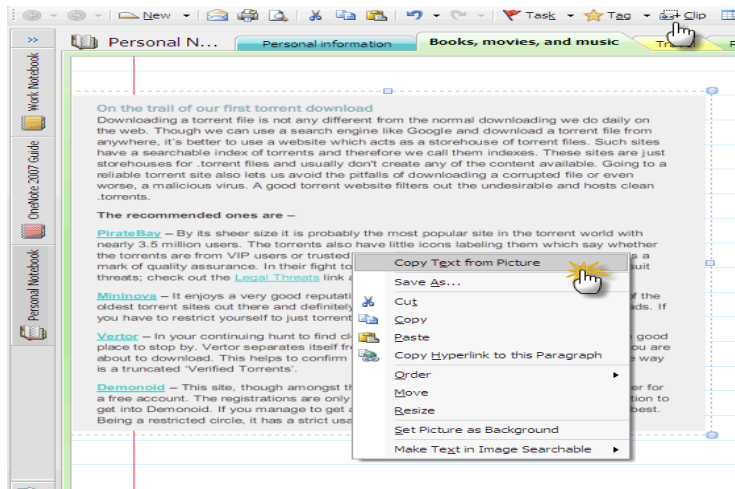 New Task Tag Clip
>>
Personal N... Personal information Books, movies, and music
Work Notebook
OneNote 2007 Guide
Personal Notebook
On the trail of our first torrent download
Downloading a torrent file is not any different from the normal downloading we do daily on
the web. Though we can use a search engine like Google and download a torrent file from
anywhere, it's better to use a website which acts as a storehouse of torrent files. Such sites
have a searchable index of torrents and therefore we call them indexes. These sites are just
storehouses for .torrent files and usually don't create any of the content available. Going to a
reliable torrent site also lets us avoid the pitfalls of downloading a corrupted file or even
worse, a malicious virus. A good torrent website filters out the undesirable and hosts clean
.torrents.
The recommended ones are –
PirateBay – By its sheer size it is probably the most popular site in the torrent world with
nearly 3.5 million users. The torrents also have little icons labeling them which say whether
the torrents are from VIP users or trusted s a
mark of quality assurance. In their fight to suit
threats; check out the Legal Threats link
Mininova – It enjoys a very good of the
oldest torrent sites out there and definitely
you have to restrict yourself to just torrent
Vertor – In your continuing hunt to find good
place to stop by. Vertor separates itself you are
about to download. This helps to confirm way
is a truncated 'Verified Torrents'.
Demonoid – This site, though amongst for
a free account. The registrations are only to
get into Demonoid. If you manage to get best.
Being a restricted circle, it has a strict
Copy Text from Picture
Save As...
Cut
Copy
Paste
Copy Hyperlink to this Paragraph
Order
Move
Resize
Set Picture as Background
Make Text in Image Searchable